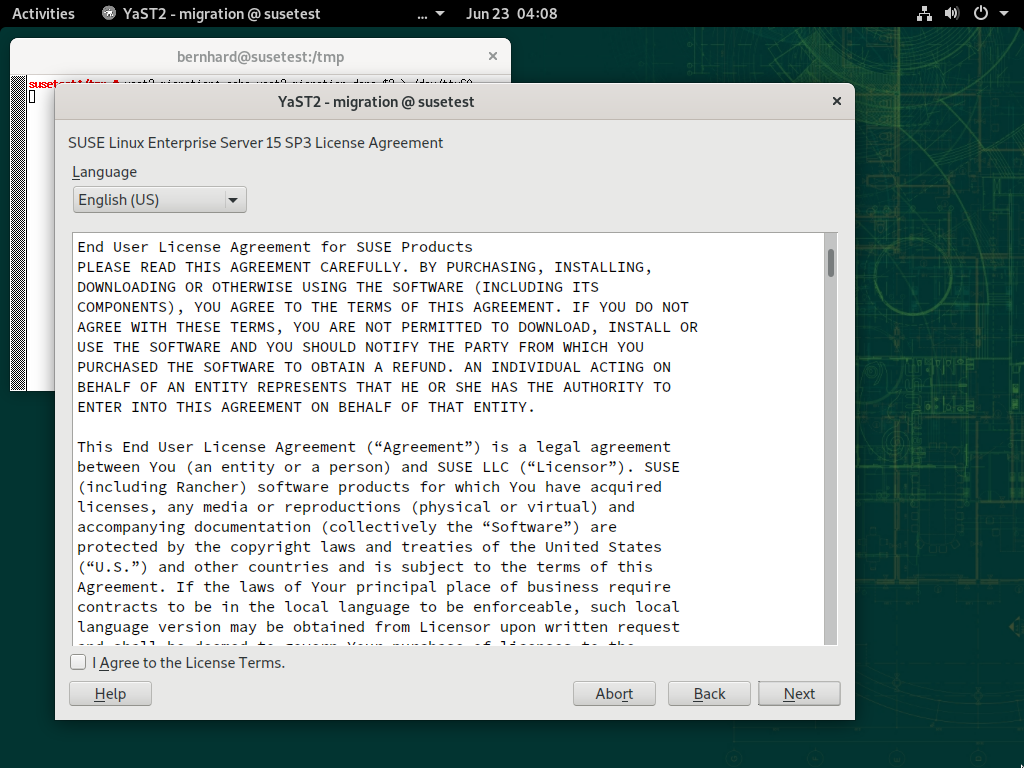 Activities YaST2 - migration @ susetest ... Jun 23 04:08
bernhard@susetest:/tmp
YaST2 - migration @ susetest
SUSE Linux Enterprise Server 15 SP3 License Agreement
Language
English (US)
End User License Agreement for SUSE Products
PLEASE READ THIS AGREEMENT CAREFULLY. BY PURCHASING, INSTALLING,
DOWNLOADING OR OTHERWISE USING THE SOFTWARE (INCLUDING ITS
COMPONENTS), YOU AGREE TO THE TERMS OF THIS AGREEMENT. IF YOU DO NOT
AGREE WITH THESE TERMS, YOU ARE NOT PERMITTED TO DOWNLOAD, INSTALL OR
USE THE SOFTWARE AND YOU SHOULD NOTIFY THE PARTY FROM WHICH YOU
PURCHASED THE SOFTWARE TO OBTAIN A REFUND. AN INDIVIDUAL ACTING ON
BEHALF OF AN ENTITY REPRESENTS THAT HE OR SHE HAS THE AUTHORITY TO
ENTER INTO THIS AGREEMENT ON BEHALF OF THAT ENTITY.
This End User License Agreement (“Agreement”) is a legal agreement
between You (an entity or a person) and SUSE LLC (“Licensor”). SUSE
(including Rancher) software products for which You have acquired
licenses, any media or reproductions (physical or virtual) and
accompanying documentation (collectively the “Software”) are
protected by the copyright laws and treaties of the United States
(“U.S.”) and other countries and is subject to the terms of this
Agreement. If the laws of Your principal place of business require
contracts to be in the local language to be enforceable, such local
language version may be obtained from Licensor upon written request
I Agree to the License Terms.
Help Abort Back Next